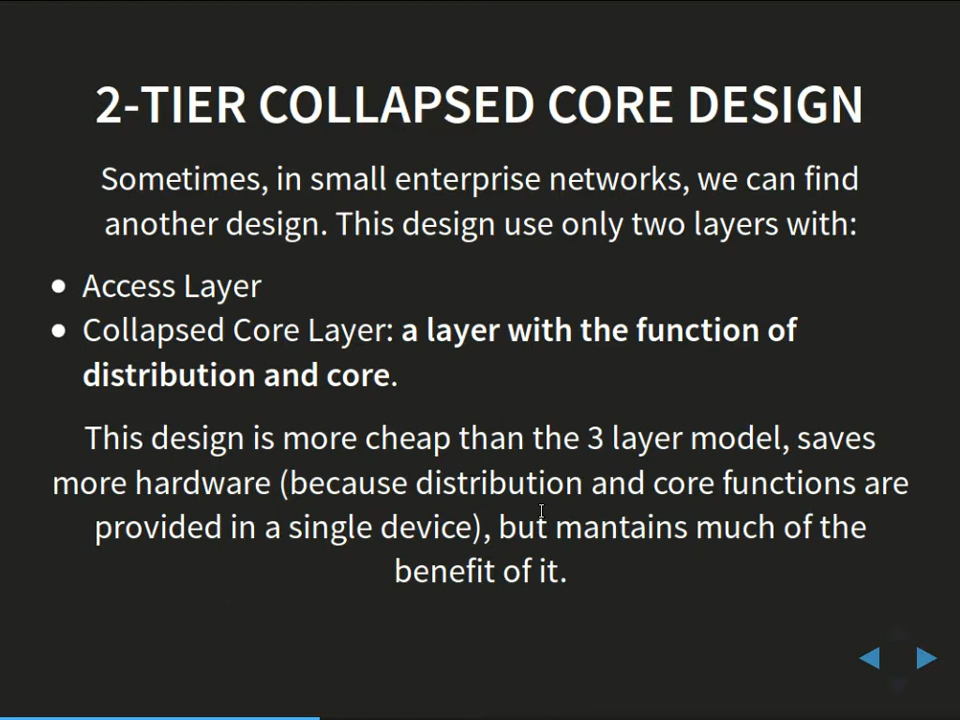 2-TIER COLLAPSED CORE DESIGN
Sometimes, in small enterprise networks, we can find
another design. This design use only two layers with:
• Access Layer
• Collapsed Core Layer: a layer with the function of
distribution and core.
This design is more cheap than the 3 layer model, saves
more hardware (because distribution and core functions are
provided in a single device), but mantains much of the
benefit of it.